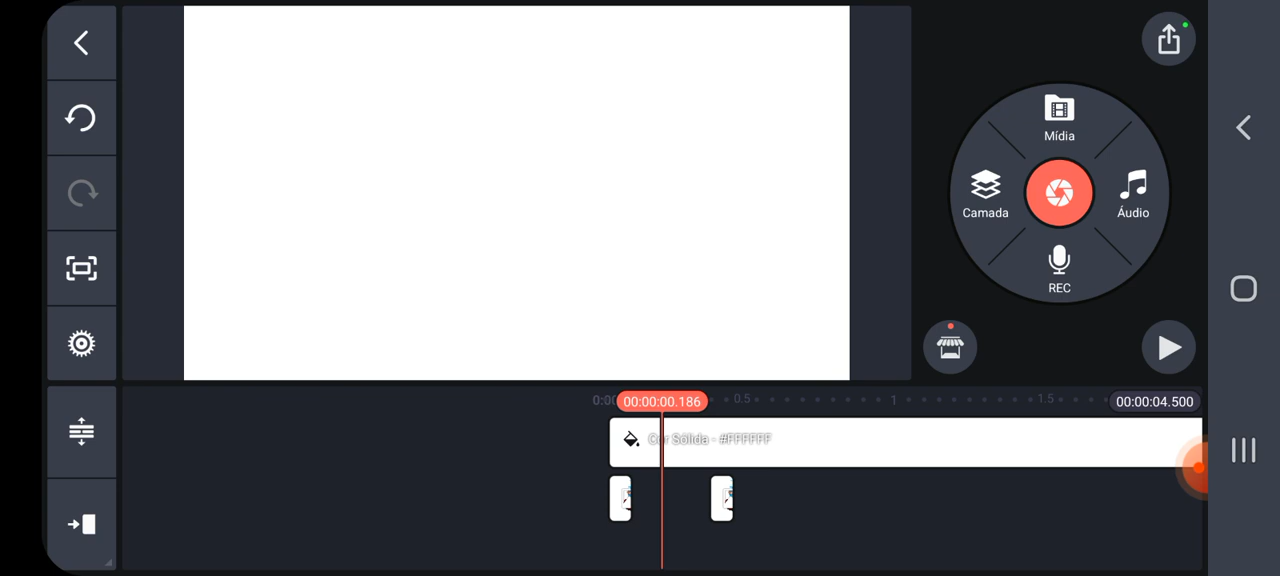 Mídia
Camada
Áudio
REC
0:00
00:00:00.186
0.5
1
1.5
00:00:04.500
Cor Sólida - #FFFFFF